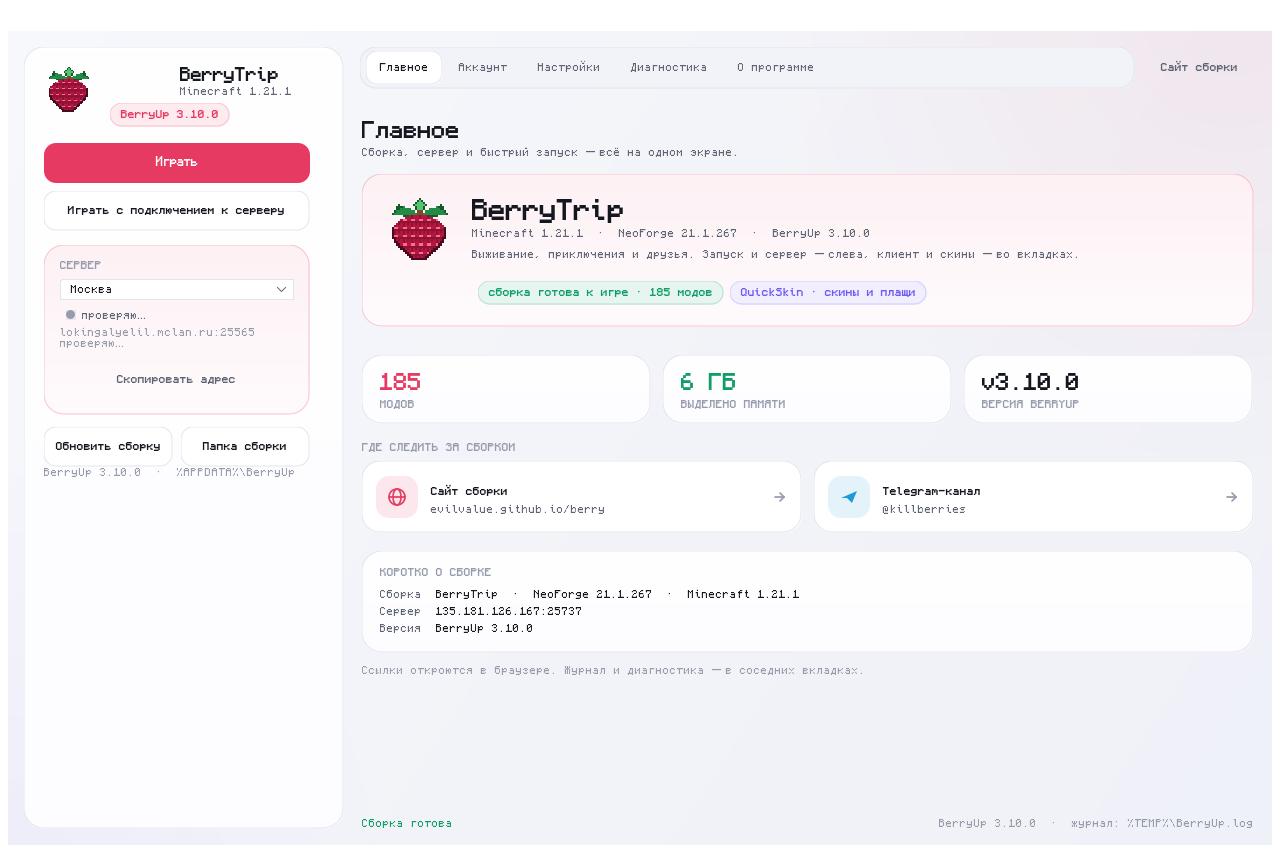 BerryTrip
Minecraft 1.21.1
BerryUp 3.10.0
Играть
Играть с подключением к серверу
СЕРВЕР
Москва
проверяю…
lokingalyelil.mclan.ru:25565
проверяю…
Скопировать адрес
Обновить сборку
Папка сборки
BerryUp 3.10.0 · %APPDATA%\BerryUp
Главное
Аккаунт
Настройки
Диагностика
О программе
Сайт сборки
Главное
Сборка, сервер и быстрый запуск — всё на одном экране.
BerryTrip
Minecraft 1.21.1 · NeoForge 21.1.267 · BerryUp 3.10.0
Выживание, приключения и друзья. Запуск и сервер — слева, клиент и скины — во вкладках.
сборка готова к игре · 185 модов
QuickSkin · скины и плащи
185
МОДОВ
6 ГБ
ВЫДЕЛЕНО ПАМЯТИ
v3.10.0
ВЕРСИЯ BERRYUP
ГДЕ СЛЕДИТЬ ЗА СБОРКОЙ
Сайт сборки
evilvalue.github.io/berry
Telegram-канал
@killberries
КОРОТКО О СБОРКЕ
Сборка BerryTrip · NeoForge 21.1.267 · Minecraft 1.21.1
Сервер 135.181.126.167:25737
Версия BerryUp 3.10.0
Ссылки откроются в браузере. Журнал и диагностика — в соседних вкладках.
Сборка готова
BerryUp 3.10.0 · журнал: %TEMP%\BerryUp.log